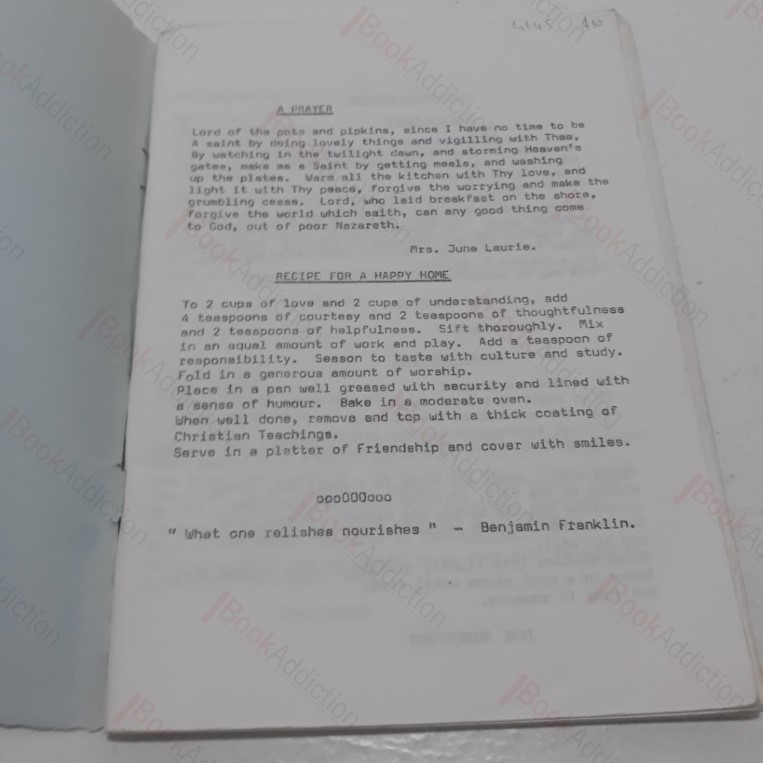 $10
A PRAYER
Lord of the pots and pipkins, since I have no time to be
A saint by doing lovely things and vigilling with Thee,
By watching in the twilight dawn, and storming Heaven's
gates, make me a Saint by getting meals, and washing
up the plates. Warm all the kitchen with Thy love, and
light it with Thy peace, forgive the worrying and make the
grumbling cease. Lord, who laid breakfast on the shore,
forgive the world which saith, can any good thing come
to God, out of poor Nazareth.
Mrs. June Laurie.
RECIPE FOR A HAPPY HOME
To 2 cups of love and 2 cups of understanding, add
4 teaspoons of courtesy and 2 teaspoons of thoughtfulness
and 2 teaspoons of helpfulness. Sift thoroughly. Mix
in an equal amount of work and play. Add a teaspoon of
responsibility. Season to taste with culture and study.
Fold in a generous amount of worship.
Place in a pan well greased with security and lined with
a sense of humour. Bake in a moderate oven.
When well done, remove and top with a thick coating of
Christian Teachings.
Serve in a platter of Friendship and cover with smiles.
ooo000ooo
" What one relishes nourishes " - Benjamin Franklin.
BookAddiction